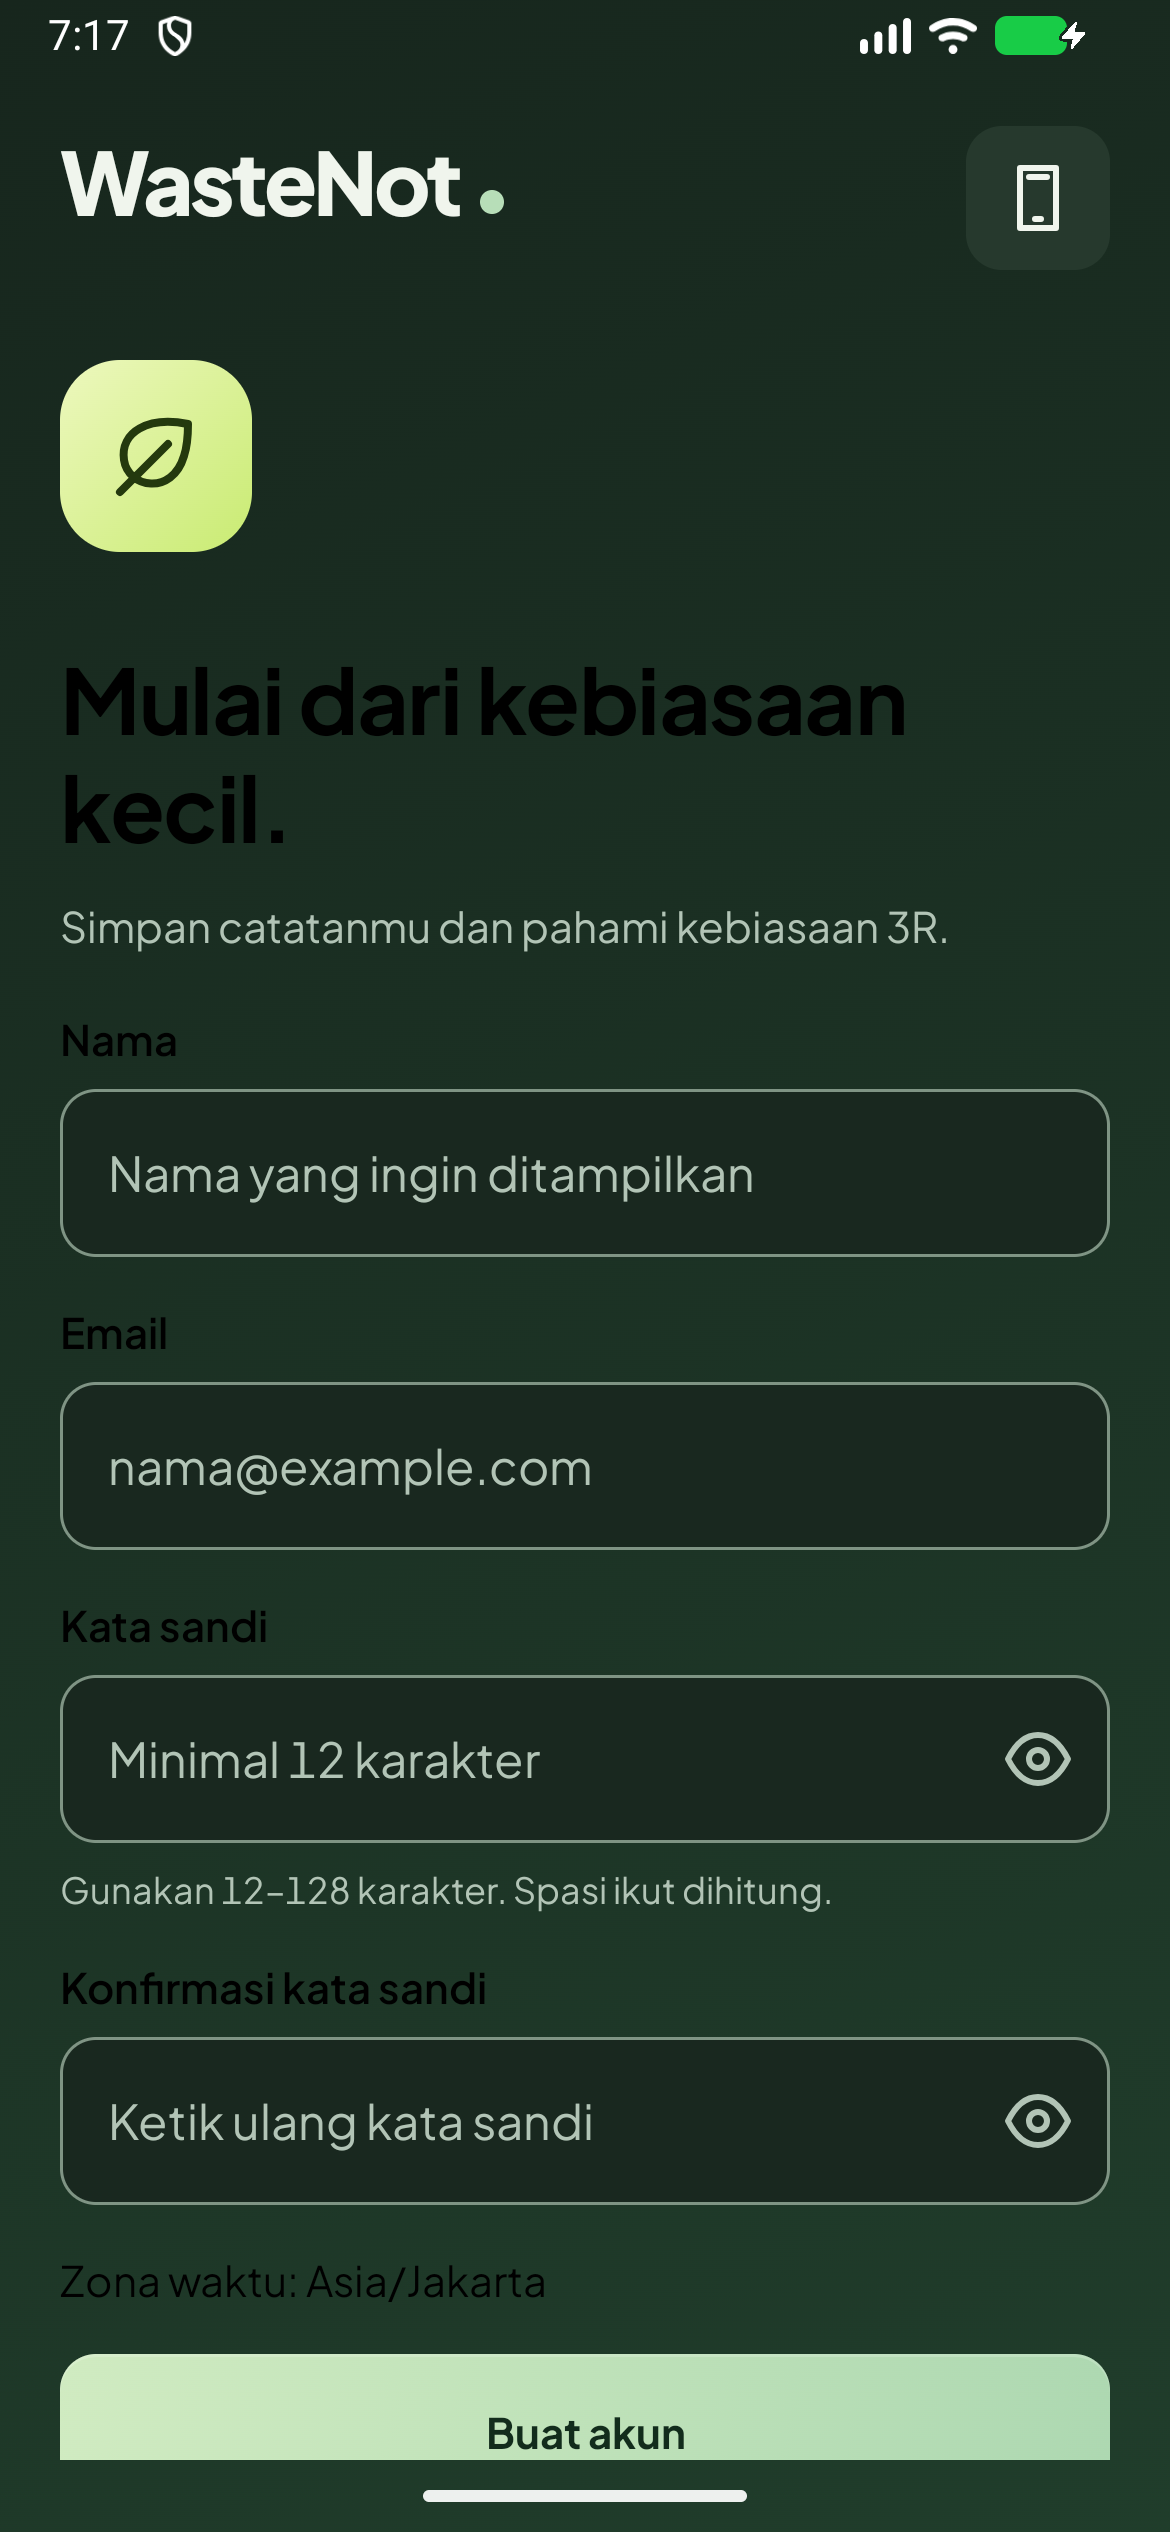 7:17
WasteNot
Mulai dari kebiasaan
kecil.
Simpan catatanmu dan pahami kebiasaan 3R.
Nama
Nama yang ingin ditampilkan
Email
nama@example.com
Kata sandi
Minimal 12 karakter
Gunakan 12–128 karakter. Spasi ikut dihitung.
Konfirmasi kata sandi
Ketik ulang kata sandi
Zona waktu: Asia/Jakarta
Buat akun